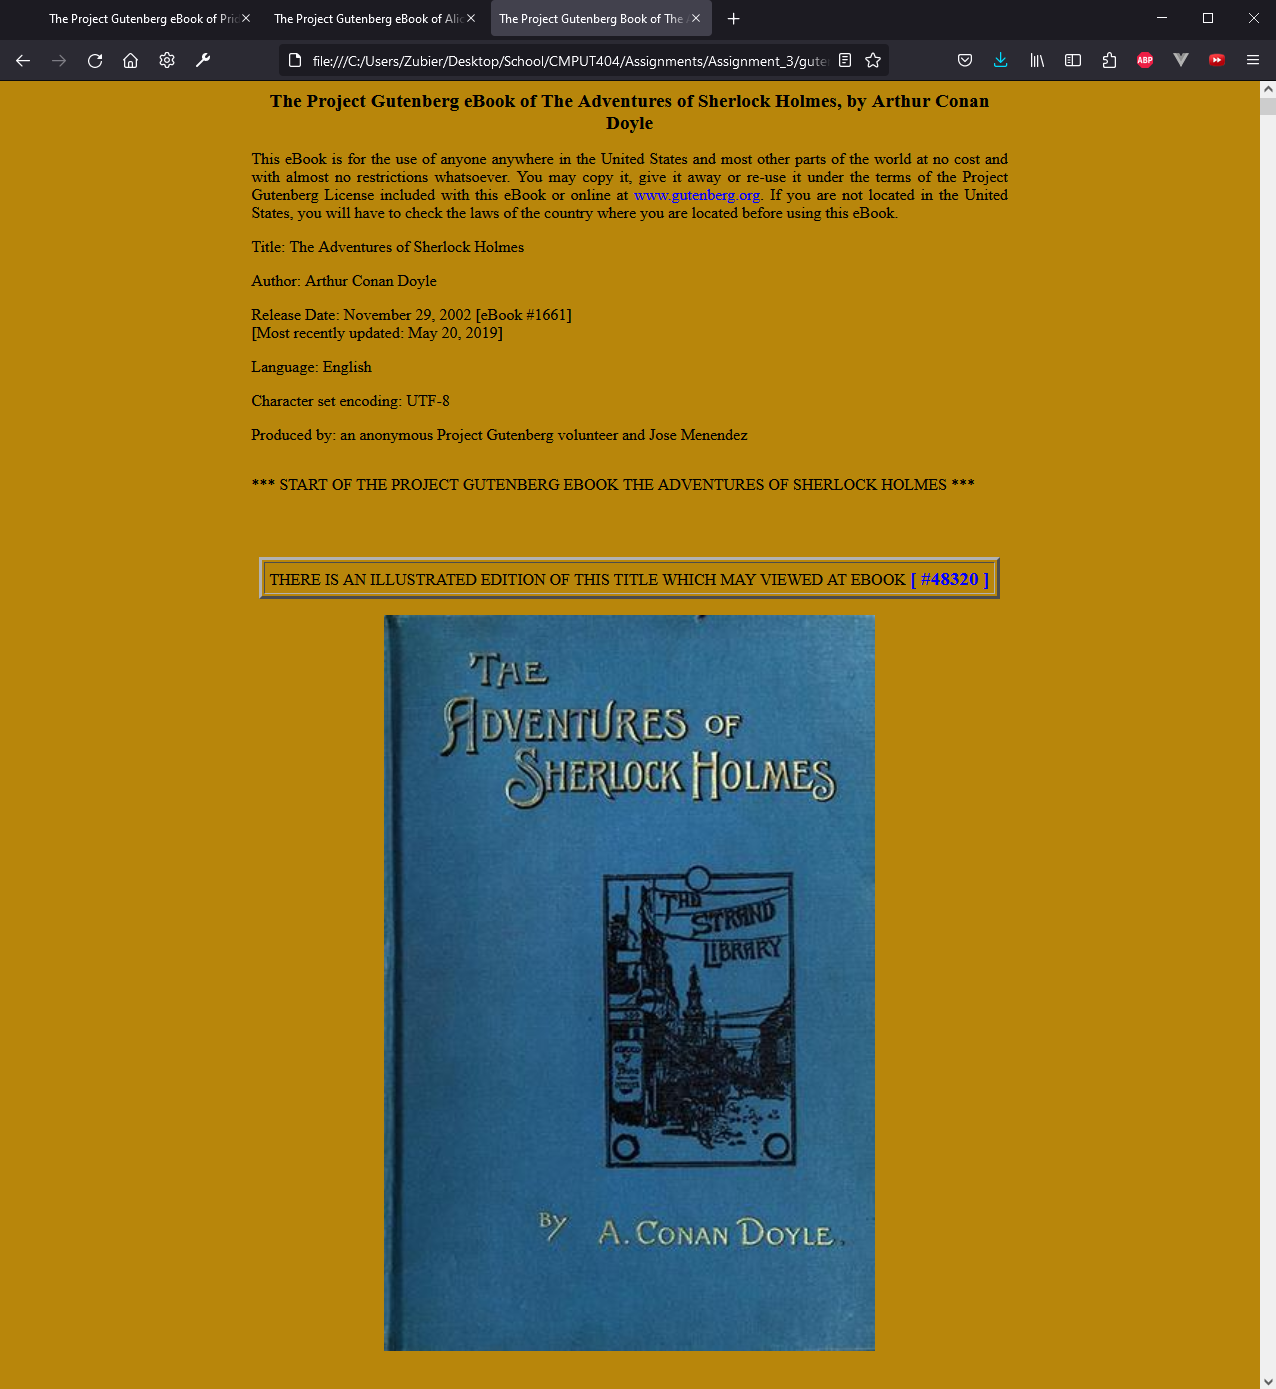 The Project Gutenberg eBook of Pric
The Project Gutenberg eBook of Alic
The Project Gutenberg Book of The A
file:///C:/Users/Zubier/Desktop/School/CMPUT404/Assignments/Assignment_3/guter
ABP
The Project Gutenberg eBook of The Adventures of Sherlock Holmes, by Arthur Conan
Doyle
This eBook is for the use of anyone anywhere in the United States and most other parts of the world at no cost and
with almost no restrictions whatsoever. You may copy it, give it away or re-use it under the terms of the Project
Gutenberg License included with this eBook or online at www.gutenberg.org. If you are not located in the United
States, you will have to check the laws of the country where you are located before using this eBook.
Title: The Adventures of Sherlock Holmes
Author: Arthur Conan Doyle
Release Date: November 29, 2002 [eBook #1661]
[Most recently updated: May 20, 2019]
Language: English
Character set encoding: UTF-8
Produced by: an anonymous Project Gutenberg volunteer and Jose Menendez
*** START OF THE PROJECT GUTENBERG EBOOK THE ADVENTURES OF SHERLOCK HOLMES ***
THERE IS AN ILLUSTRATED EDITION OF THIS TITLE WHICH MAY VIEWED AT EBOOK [ #48320 ]
THE
ADVENTURES OF
SHERLOCK HOLMES
THE
STRAND
LIBRARY
BY A. CONAN DOYLE.